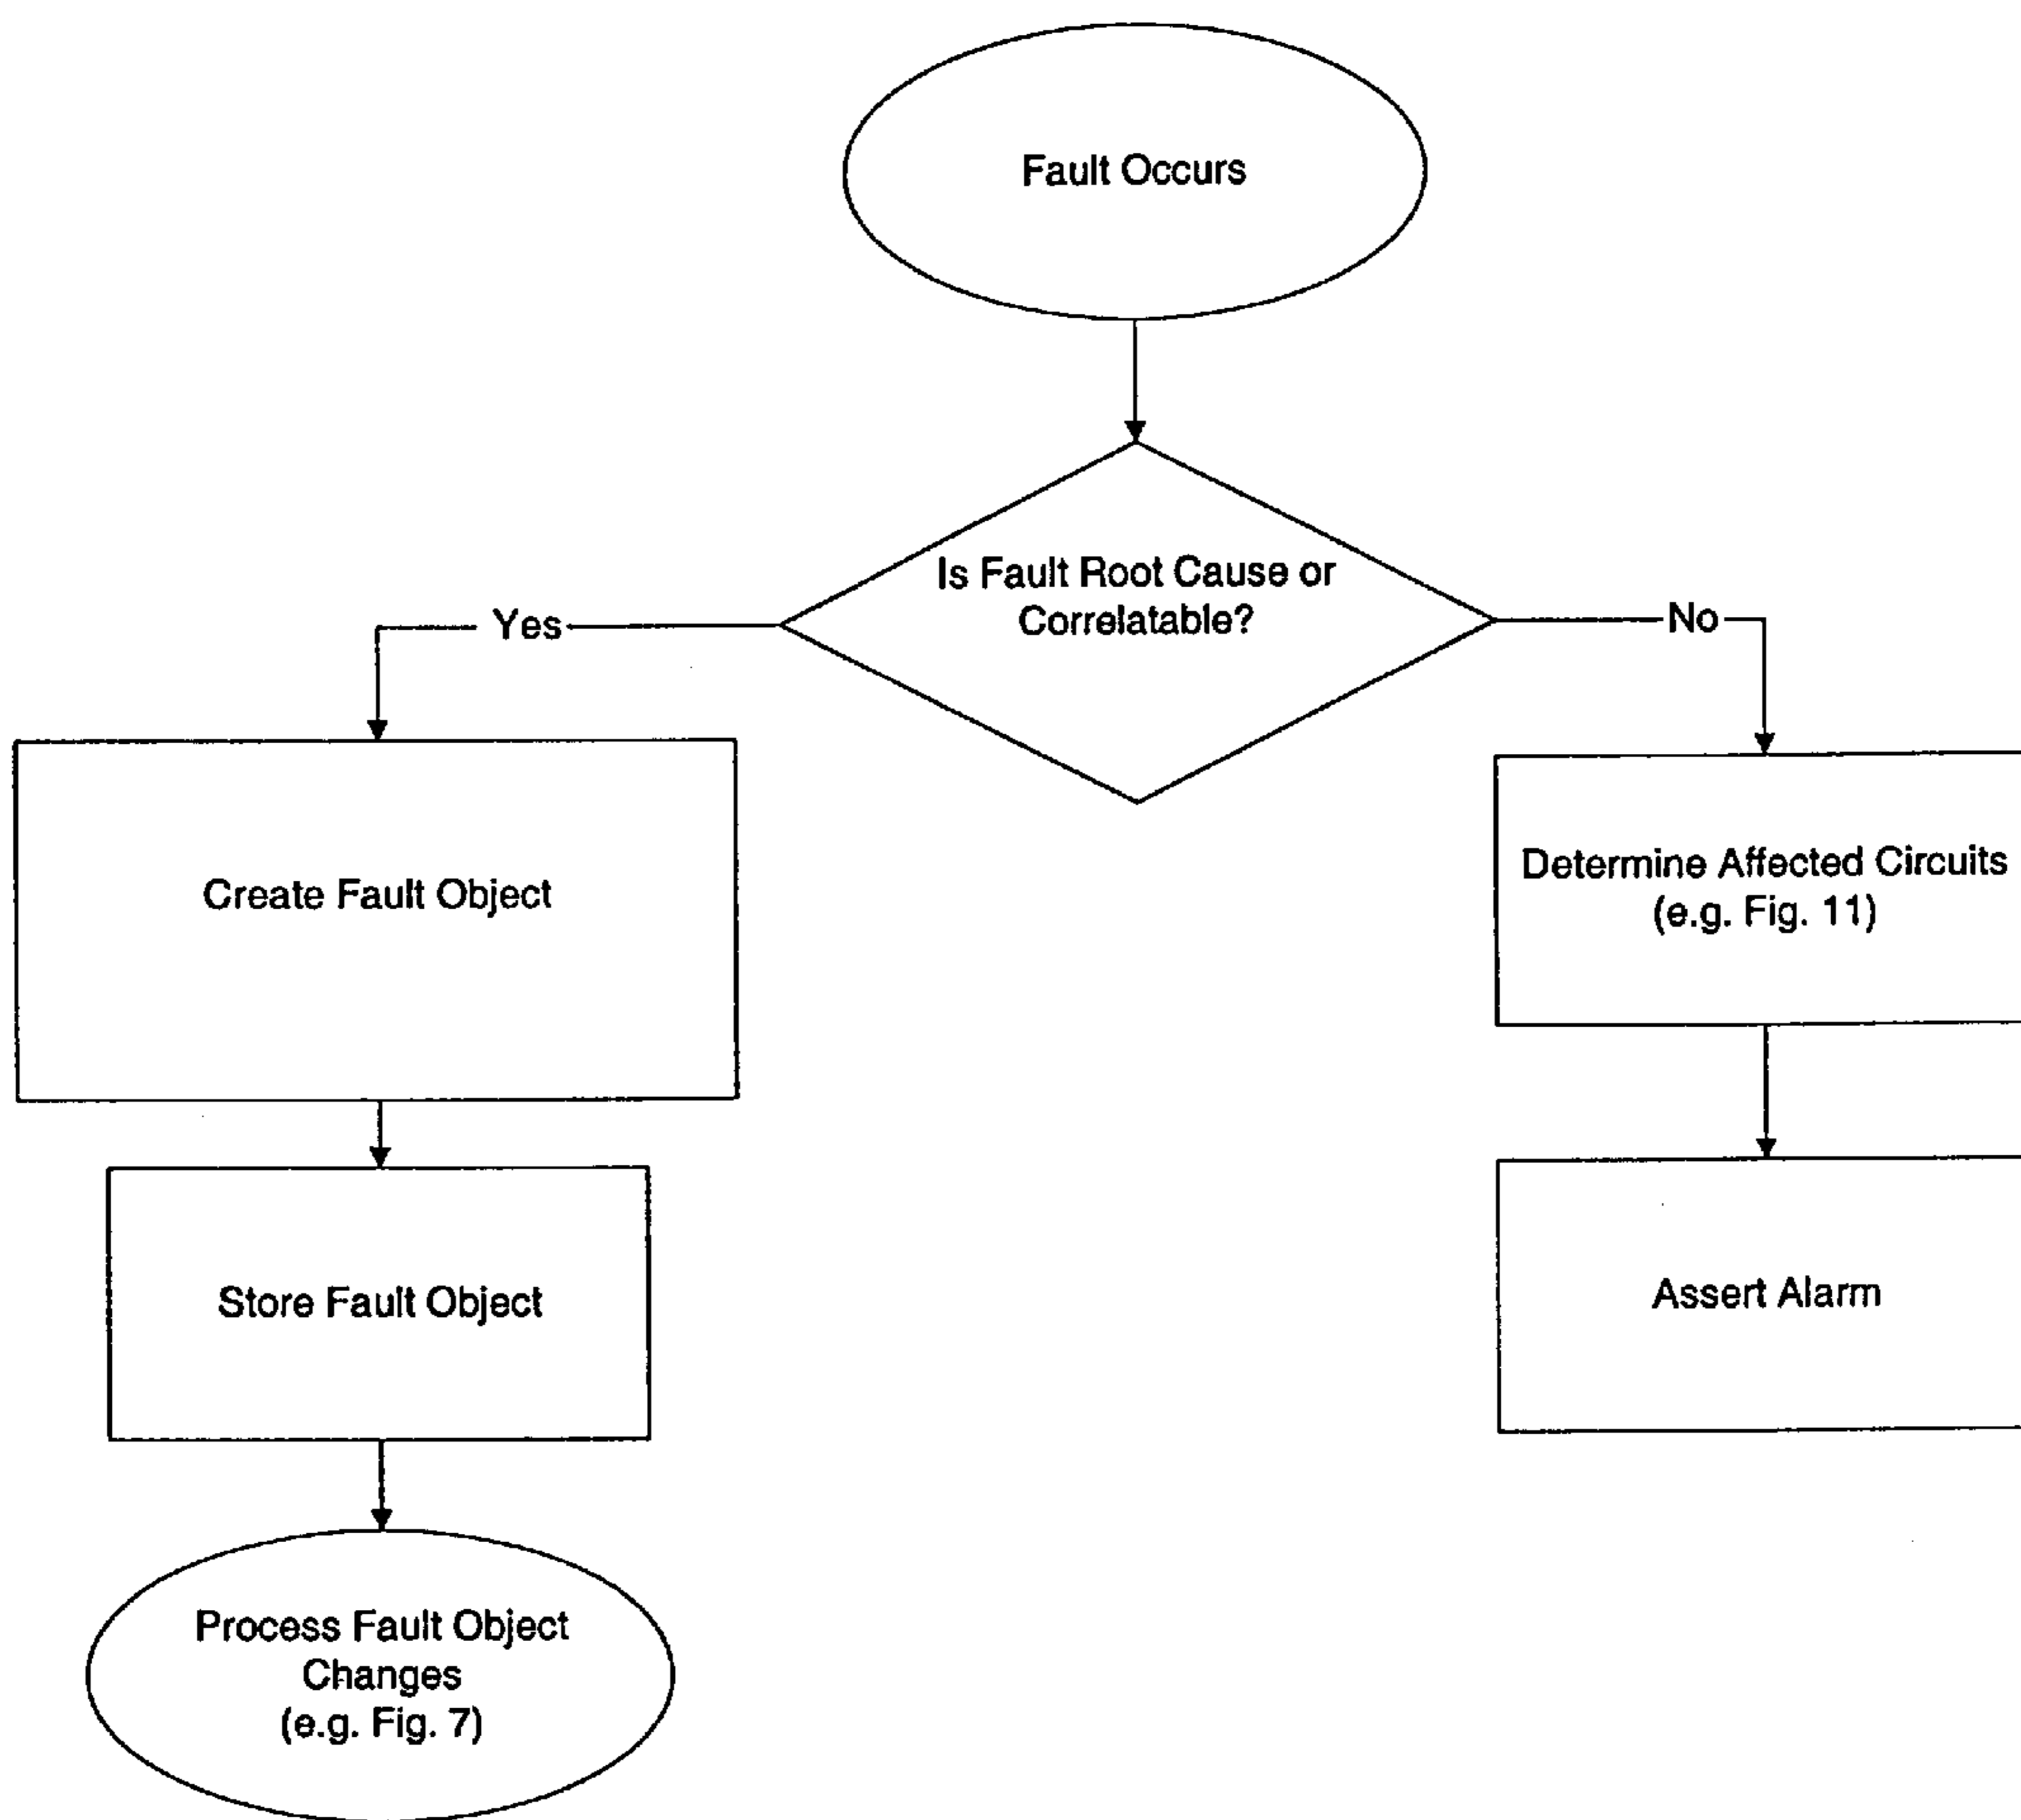 Fault Occurs
Is Fault Root Cause or
Correlatable?
Yes
No
Create Fault Object
Determine Affected Circuits
(e.g. Fig. 11)
Store Fault Object
Assert Alarm
Process Fault Object
Changes
(e.g. Fig. 7)